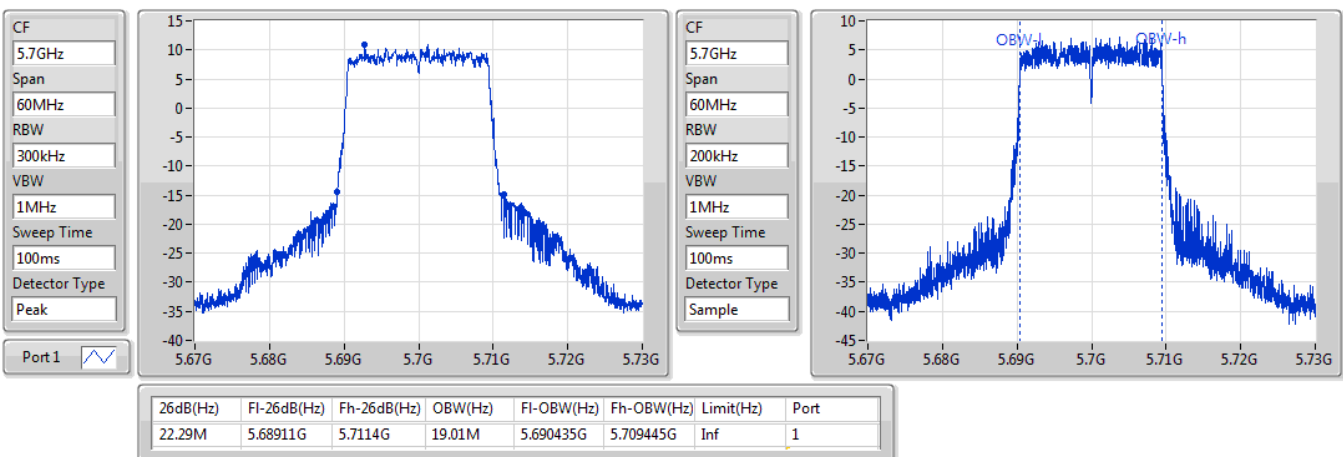 CF
5.7GHz
Span
60MHz
RBW
300kHz
VBW
1MHz
Sweep Time
100ms
Detector Type
Peak
Port 1
15
10
5
0
-5
-10
-15
-20
-25
-30
-35
-40
5.67G 5.68G 5.69G 5.7G 5.71G 5.72G 5.73G
CF
5.7GHz
Span
60MHz
RBW
200kHz
VBW
1MHz
Sweep Time
100ms
Detector Type
Sample
OBW-l OBW-h
10
5
0
-5
-10
-15
-20
-25
-30
-35
-40
-45
5.67G 5.68G 5.69G 5.7G 5.71G 5.72G 5.73G
26dB(Hz) Fl-26dB(Hz) Fh-26dB(Hz) OBW(Hz) Fl-OBW(Hz) Fh-OBW(Hz) Limit(Hz) Port
22.29M 5.68911G 5.7114G 19.01M 5.690435G 5.709445G Inf 1